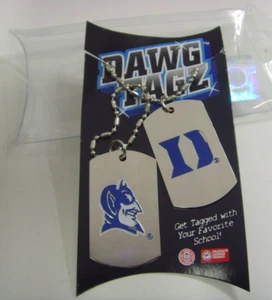 DAWG
TAGZ
D
®
®
Get Tagged with
Your Favorite
School!